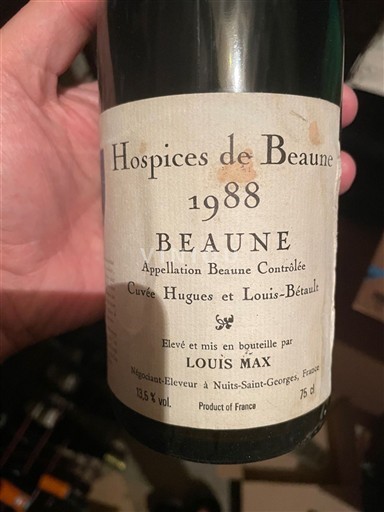 Hospices de Beaune
1988
BEAUNE
Appellation Beaune Contrôlée
Cuvée Hugues et Louis-Bétault
Elevé et mis en bouteille par
LOUIS MAX
Négociant-Eleveur à Nuits-Saint-Georges, France
13,5 % vol.
Product of France
75 cl